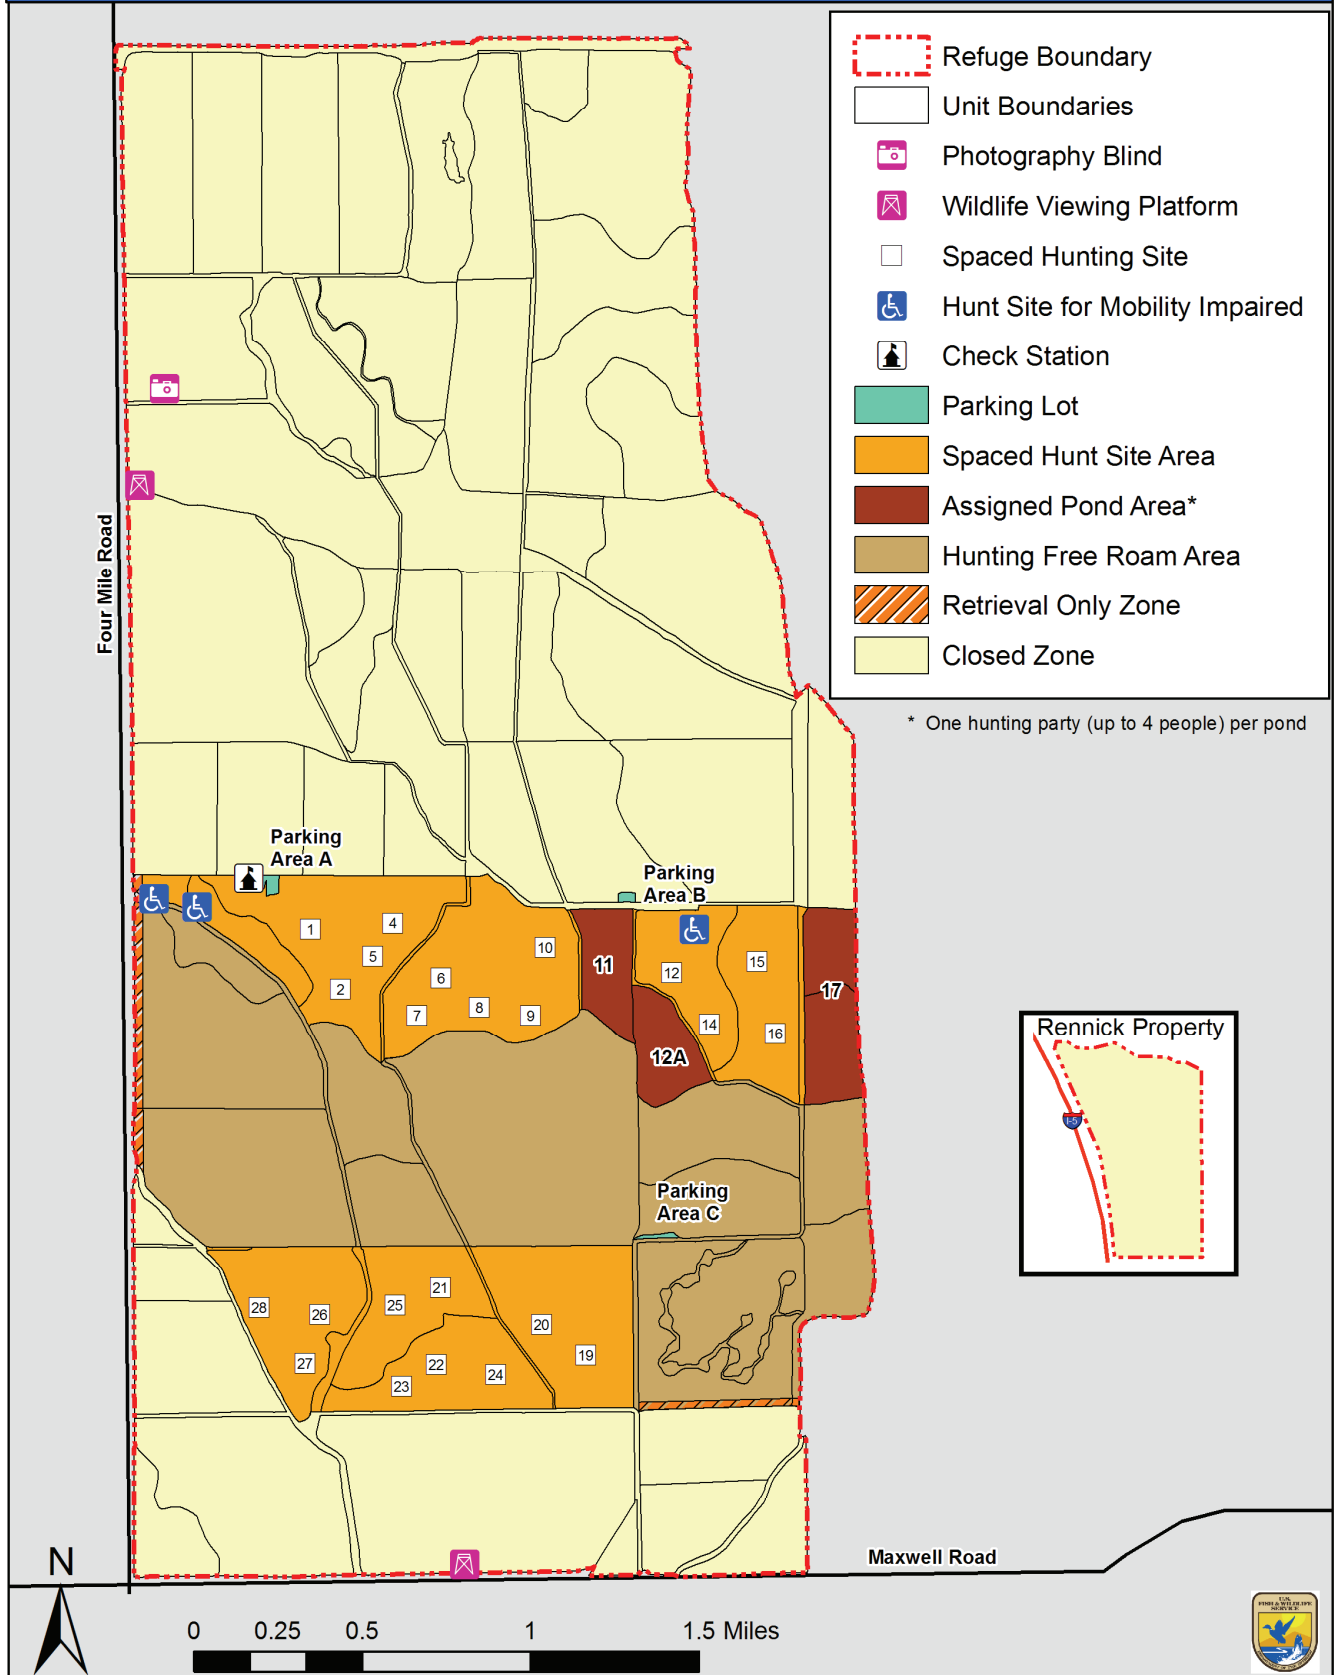 Refuge Boundary
Unit Boundaries
Photography Blind
Wildlife Viewing Platform
Spaced Hunting Site
Hunt Site for Mobility Impaired
Check Station
Parking Lot
Spaced Hunt Site Area
Assigned Pond Area*
Hunting Free Roam Area
Retrieval Only Zone
Closed Zone
* One hunting party (up to 4 people) per pond
Four Mile Road
Parking
Area A
Parking
Area B
1
4
5
2
6
7
8
9
10
11
12
12A
14
15
16
17
Parking
Area C
Rennick Property
I-5
28
26
27
25
21
22
23
24
20
19
Maxwell Road
N
0 0.25 0.5 1 1.5 Miles
U.S.
FISH & WILDLIFE
SERVICE